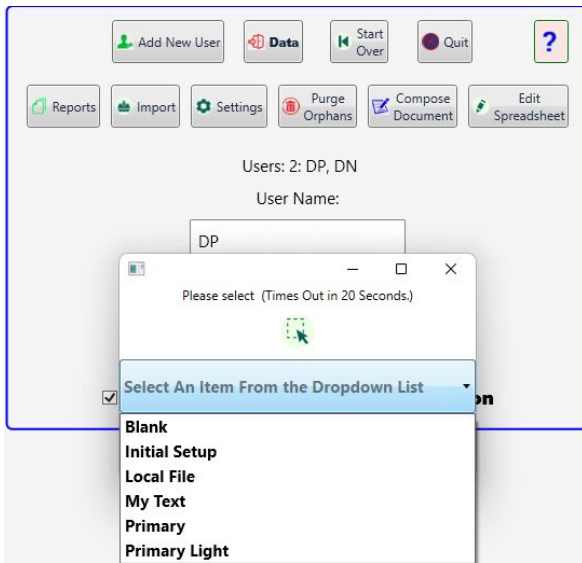 Add New User
Data
Start
Over
Quit
?
Reports
Import
Settings
Purge
Orphans
Compose
Document
Edit
Spreadsheet
Users: 2: DP, DN
User Name:
DP
Please select (Times Out in 20 Seconds.)
Select An Item From the Dropdown List
on
Blank
Initial Setup
Local File
My Text
Primary
Primary Light